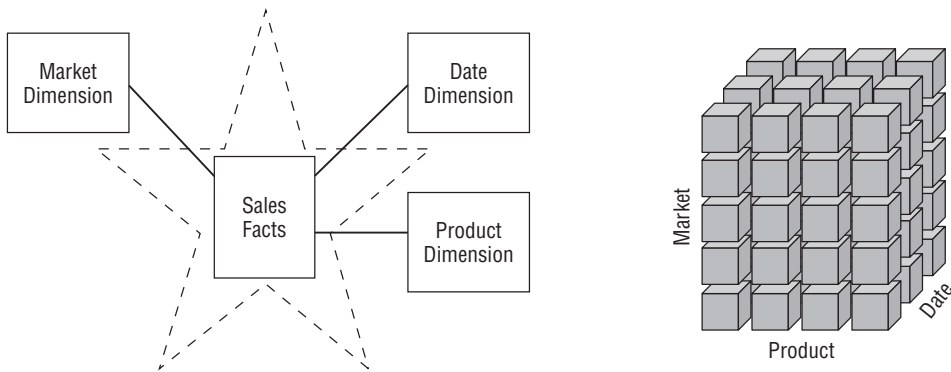 Market
Dimension
Date
Dimension
Sales
Facts
Product
Dimension
Market
Product
Date